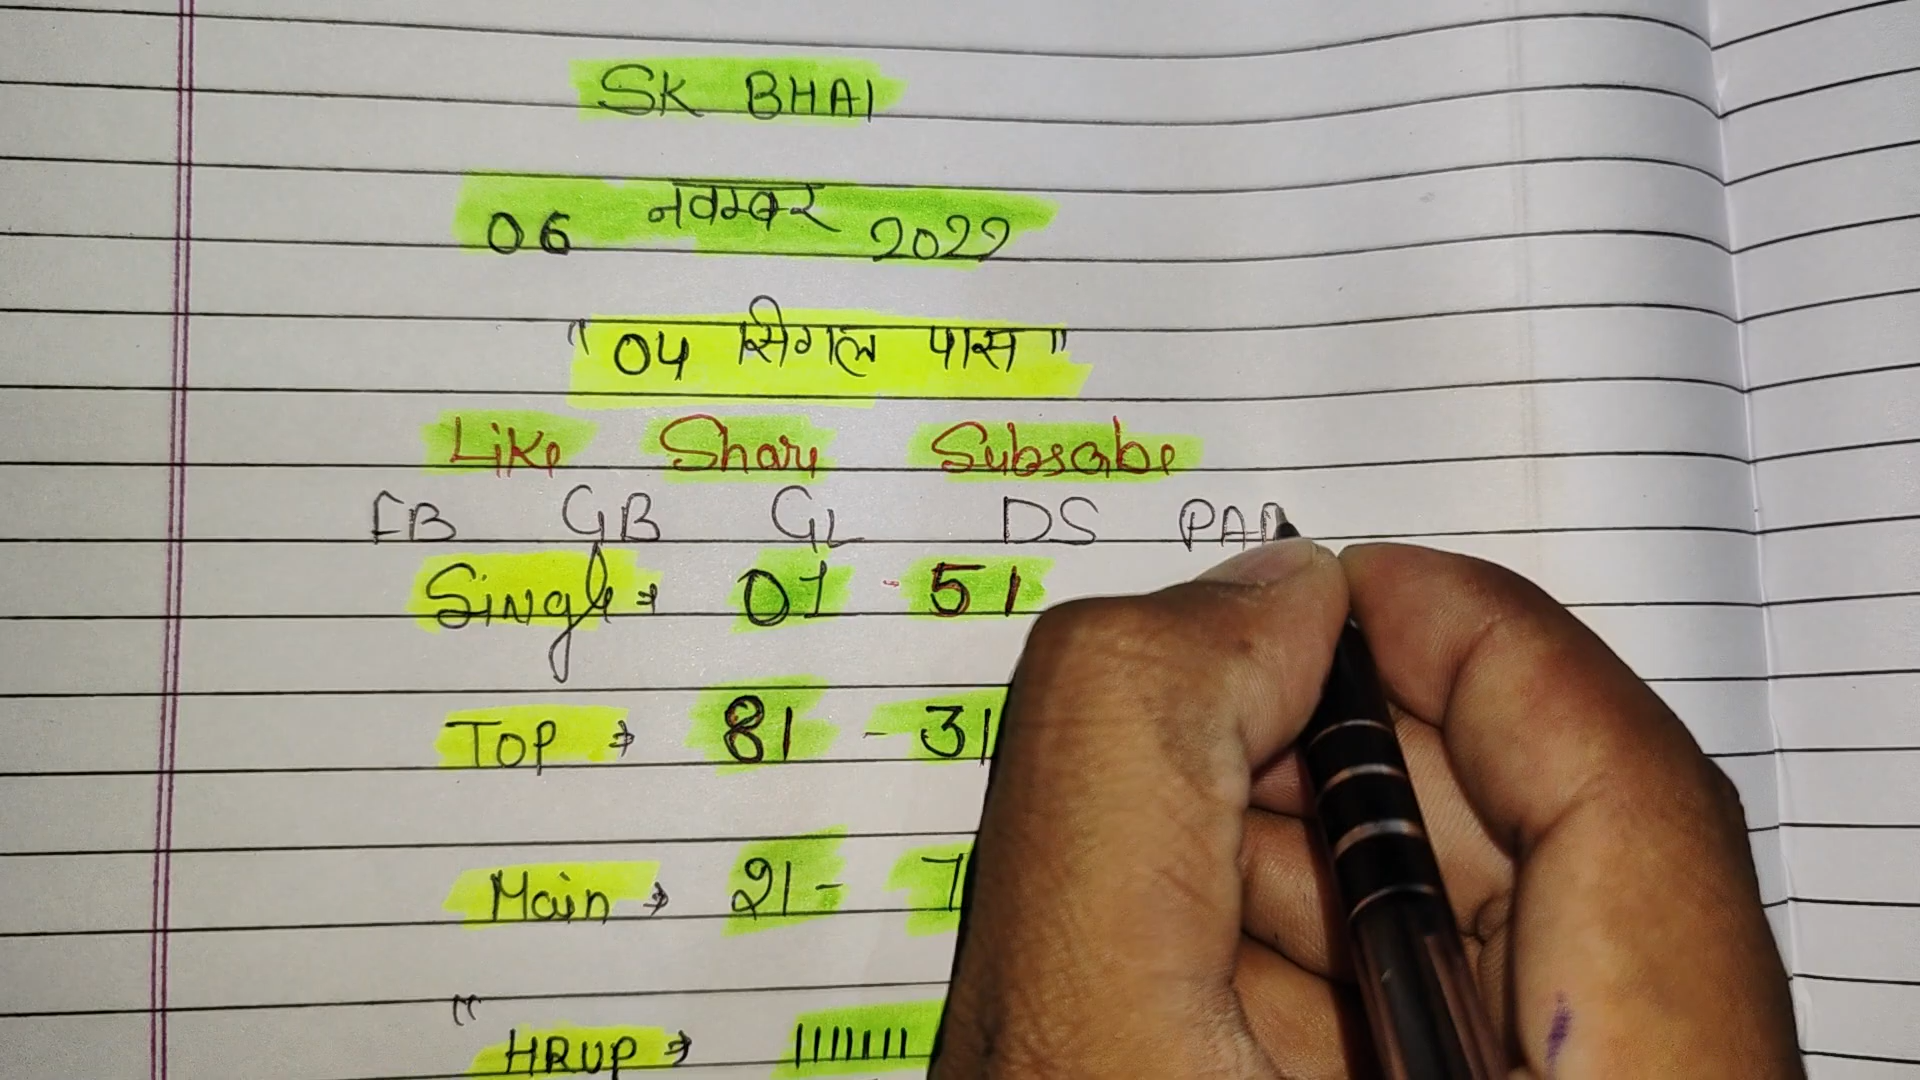 SK BHAI
06 नवम्बर 2022
"04 सिंगल पास"
Like Share Subscribe
FB GB GL DS
Single → 01 - 51
TOP → 81 - 31
Main → 21 - 7
"HRUP → |||||||